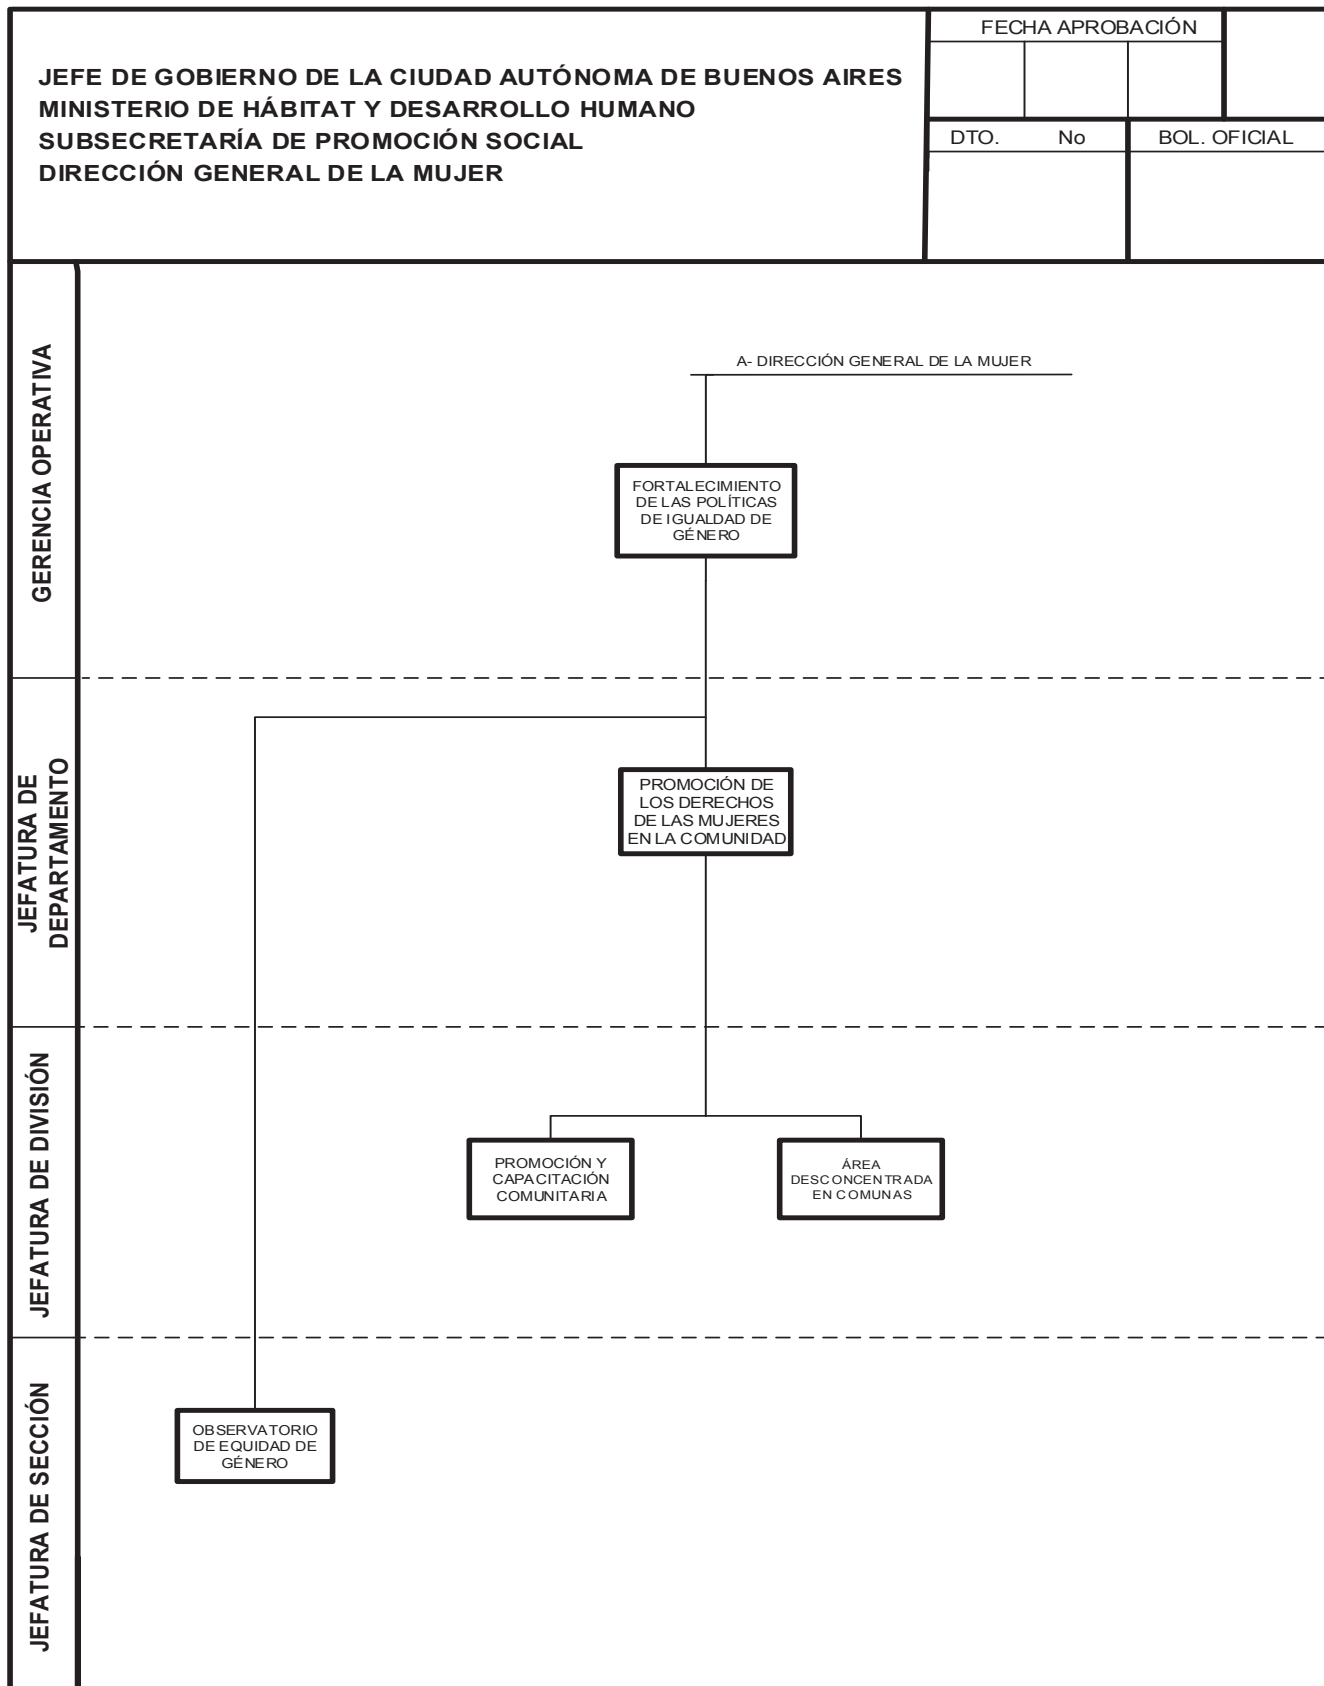 JEFE DE GOBIERNO DE LA CIUDAD AUTÓNOMA DE BUENOS AIRES
MINISTERIO DE HÁBITAT Y DESARROLLO HUMANO
SUBSECRETARÍA DE PROMOCIÓN SOCIAL
DIRECCIÓN GENERAL DE LA MUJER
FECHA APROBACIÓN
DTO. No
BOL. OFICIAL
GERENCIA OPERATIVA
A- DIRECCIÓN GENERAL DE LA MUJER
FORTALECIMIENTO
DE LAS POLÍTICAS
DE IGUALDAD DE
GÉNERO
JEFATURA DE
DEPARTAMENTO
PROMOCIÓN DE
LOS DERECHOS
DE LAS MUJERES
EN LA COMUNIDAD
JEFATURA DE DIVISIÓN
PROMOCIÓN Y
CAPACITACIÓN
COMUNITARIA
ÁREA
DESCONCENTRADA
EN COMUNAS
JEFATURA DE SECCIÓN
OBSERVATORIO
DE EQUIDAD DE
GÉNERO